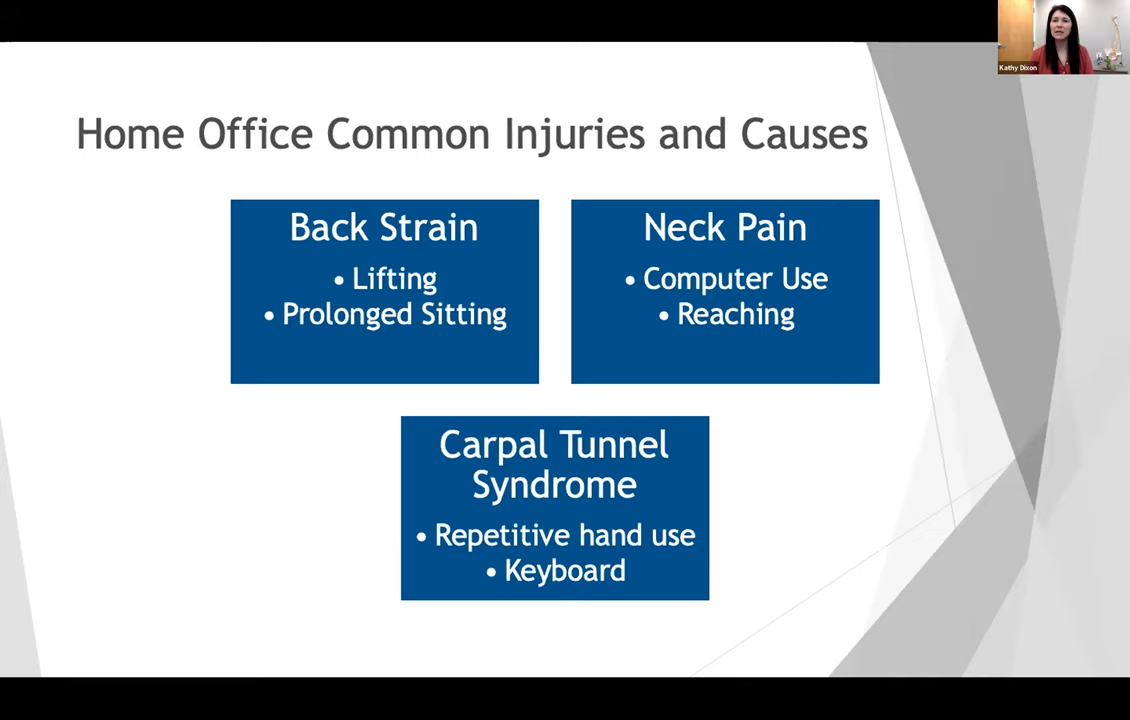 Kathy Dixon
Home Office Common Injuries and Causes
Back Strain
• Lifting
• Prolonged Sitting
Neck Pain
• Computer Use
• Reaching
Carpal Tunnel
Syndrome
• Repetitive hand use
• Keyboard